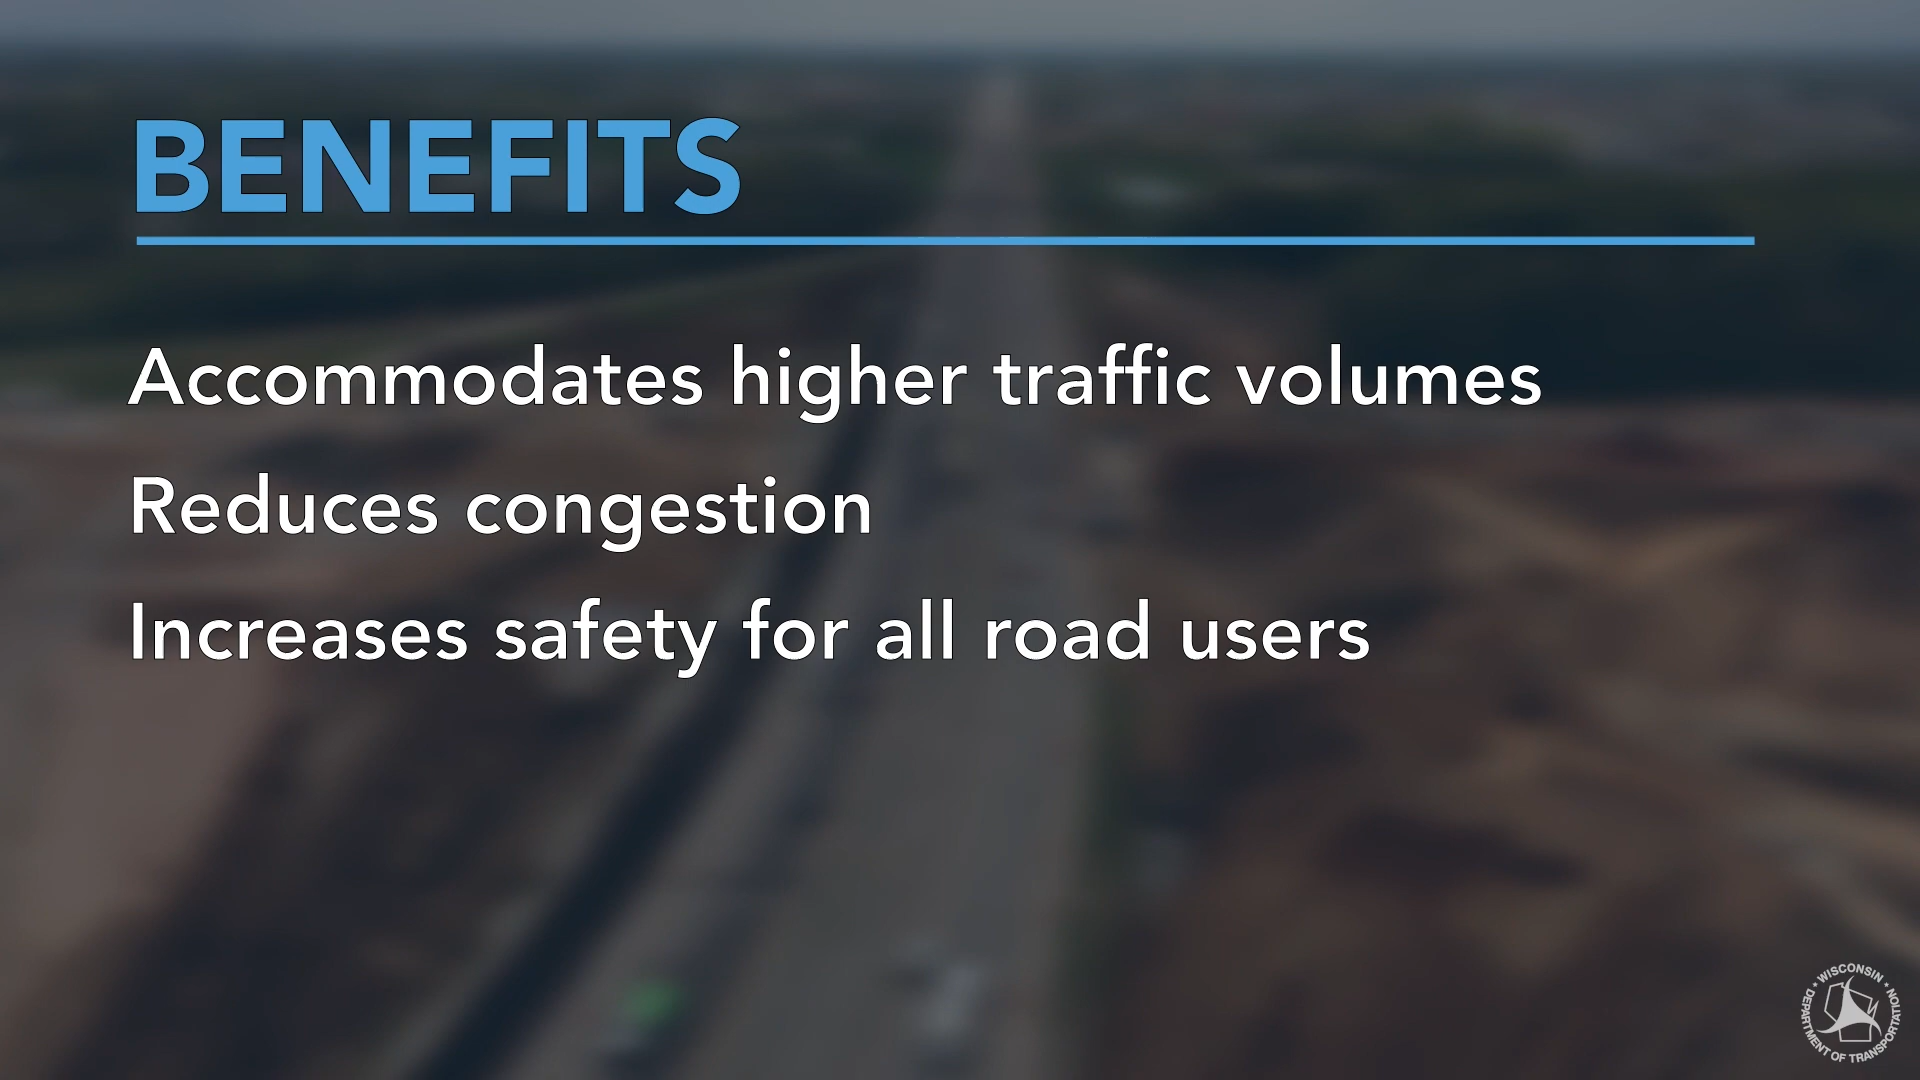 BENEFITS
Accommodates higher traffic volumes
Reduces congestion
Increases safety for all road users
WISCONSIN
DEPARTMENT OF TRANSPORTATION